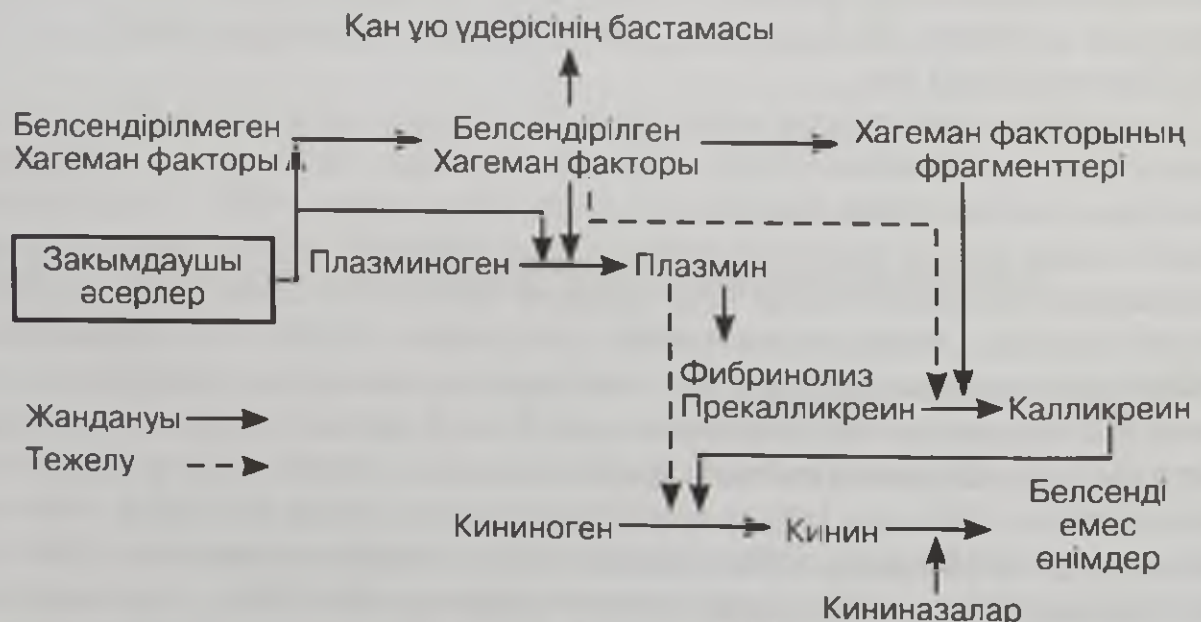 Қан ұю үдерісінің бастамасы
Белсендірілмеген
Хагеман факторы
Белсендірілген
Хагеман факторы
Хагеман факторының
фрагменттері
Закымдаушы
әсерлер
Плазминоген
Плазмин
Фибринолиз
Прекалликреин
Калликреин
Жандануы
Тежелу
Кининоген
Кинин
Белсенді
емес
өнімдер
Кининазалар